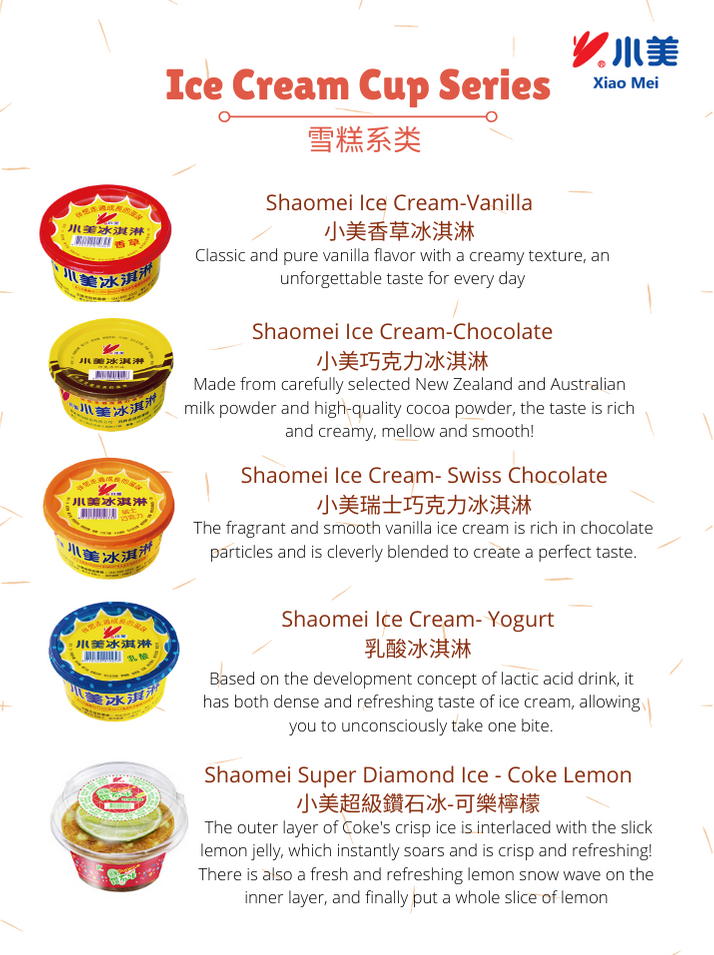 小美
Xiao Mei
Ice Cream Cup Series
雪糕系类
Shaomei Ice Cream-Vanilla
小美香草冰淇淋
Classic and pure vanilla flavor with a creamy texture, an
unforgettable taste for every day
小美冰淇淋
香草
小美冰淇淋
Shaomei Ice Cream-Chocolate
小美巧克力冰淇淋
Made from carefully selected New Zealand and Australian
milk powder and high-quality cocoa powder, the taste is rich
and creamy, mellow and smooth!
小美冰淇淋
小美冰淇淋
Shaomei Ice Cream- Swiss Chocolate
小美瑞士巧克力冰淇淋
The fragrant and smooth vanilla ice cream is rich in chocolate
particles and is cleverly blended to create a perfect taste.
小美冰淇淋
瑞士
巧克力
小美冰淇淋
Shaomei Ice Cream- Yogurt
乳酸冰淇淋
Based on the development concept of lactic acid drink, it
has both dense and refreshing taste of ice cream, allowing
you to unconsciously take one bite.
小美冰淇淋
乳酸
小美冰淇淋
Shaomei Super Diamond Ice - Coke Lemon
小美超級鑽石冰-可樂檸檬
The outer layer of Coke's crisp ice is interlaced with the slick
lemon jelly, which instantly soars and is crisp and refreshing!
There is also a fresh and refreshing lemon snow wave on the
inner layer, and finally put a whole slice of lemon